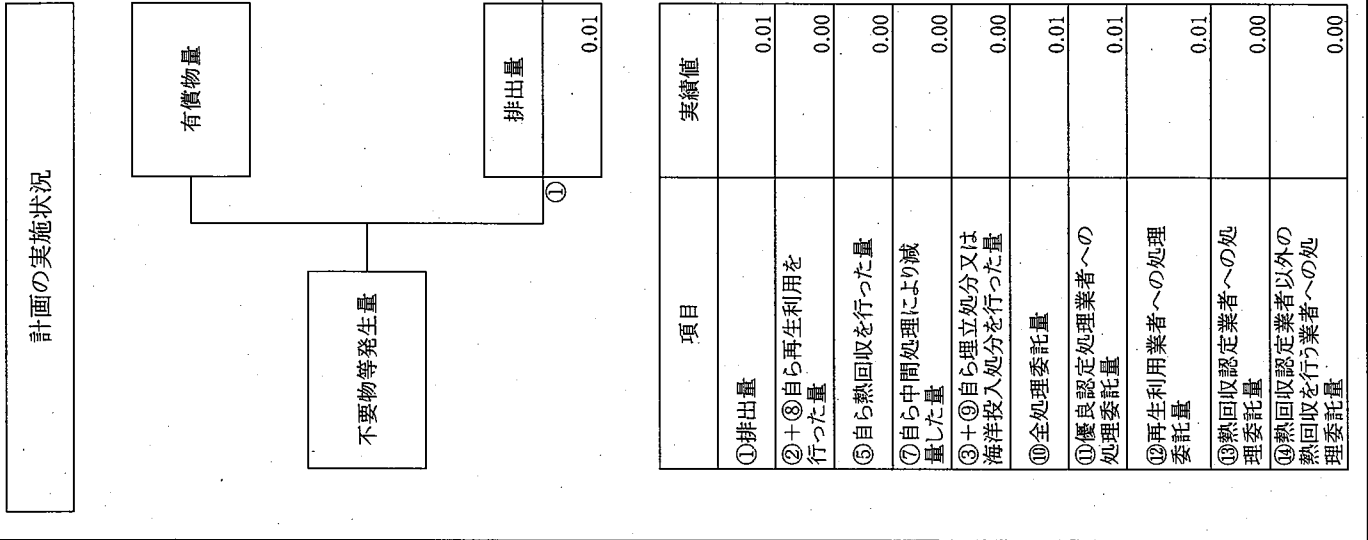 計画の実施状況
有償物量
不要物等発生量
排出量
①
0.01
項目
実績値
①排出量
0.01
②＋⑧自ら再生利用を
行った量
0.00
⑤自ら熱回収を行った量
0.00
⑦自ら中間処理により減
量した量
0.00
③＋⑨自ら埋立処分又は
海洋投入処分を行った量
0.00
⑩全処理委託量
0.01
⑪優良認定処理業者への
処理委託量
0.01
⑫再生利用業者への処理
委託量
0.01
⑬熱回収認定業者への処
理委託量
0.00
⑭熱回収認定業者以外の
熱回収を行う業者への処
理委託量
0.00